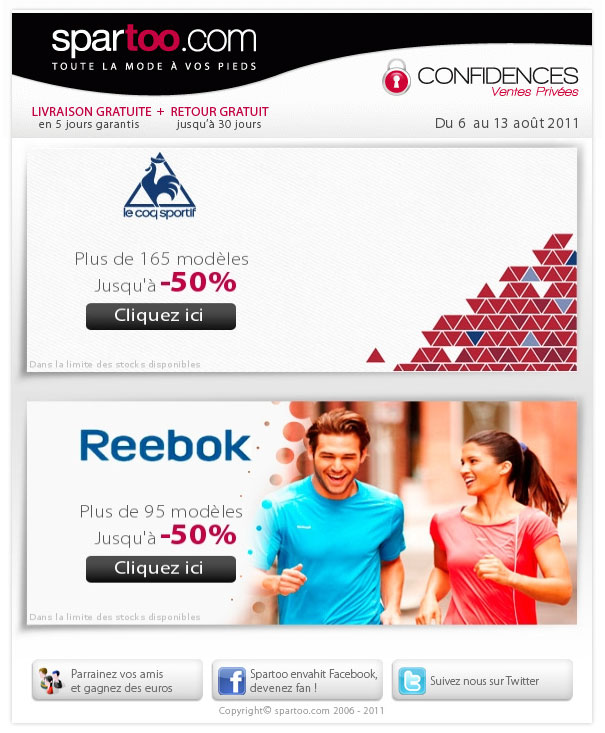 spartoo.com
TOUTE LA MODE À VOS PIEDS
CONFIDENCES
Ventes Privées
LIVRAISON GRATUITE + RETOUR GRATUIT
en 5 jours garantis jusqu'à 30 jours
Du 6 au 13 août 2011
le coq sportif
Plus de 165 modèles
Jusqu'à -50%
Cliquez ici
Dans la limite des stocks disponibles
Reebok
Plus de 95 modèles
Jusqu'à -50%
Cliquez ici
Dans la limite des stocks disponibles
Parrainez vos amis
et gagnez des euros
Spartoo envahit Facebook,
devenez fan !
Suivez nous sur Twitter
Copyright© spartoo.com 2006 - 2011